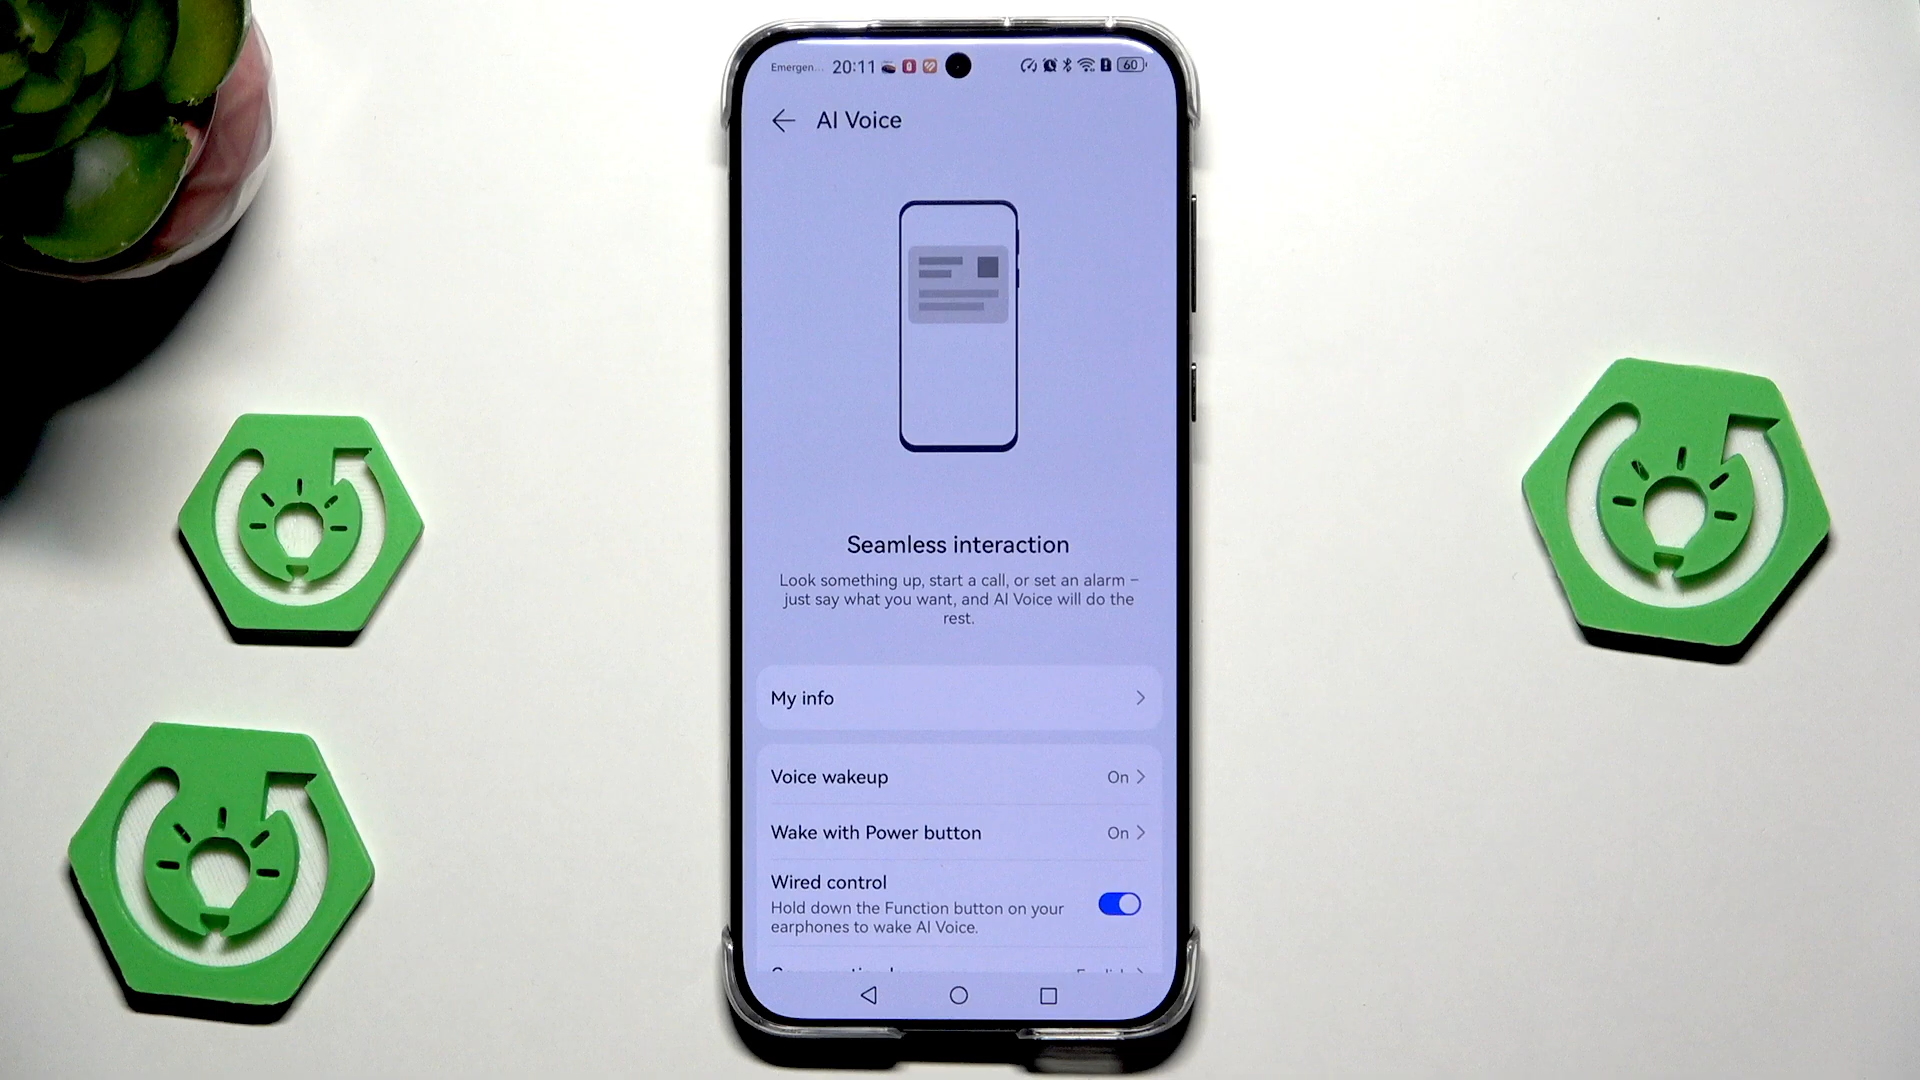 Emergen... 20:11 60
AI Voice
Seamless interaction
Look something up, start a call, or set an alarm –
just say what you want, and AI Voice will do the
rest.
My info
Voice wakeup On
Wake with Power button On
Wired control
Hold down the Function button on your
earphones to wake AI Voice.